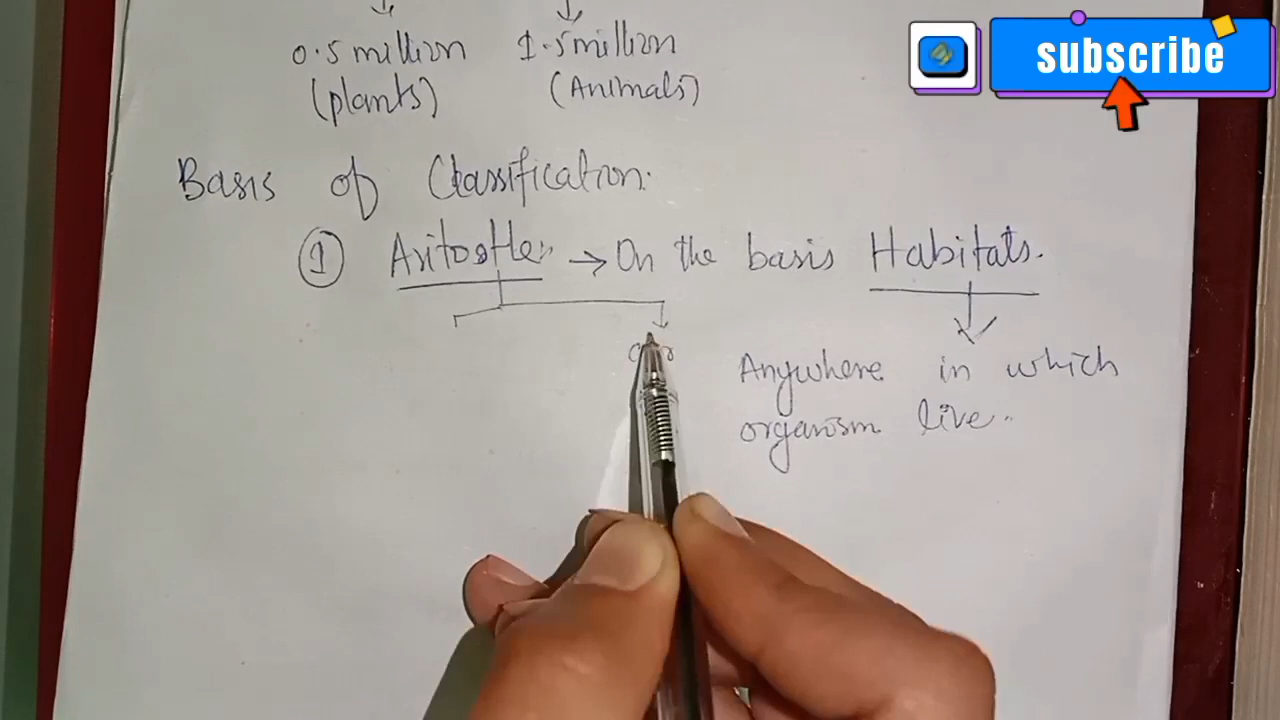 subscribe
0.5 million 1.5 million
(plants) (Animals)
Basis of Classification.
① Aritostle → On the basis Habitats.
Anywhere in which
organism live.